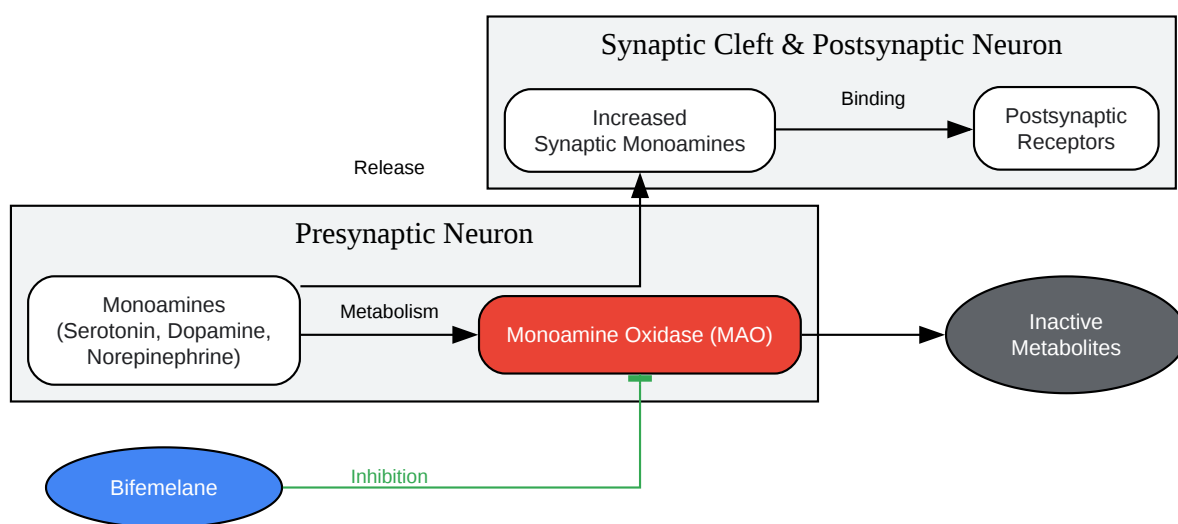 Synaptic Cleft & Postsynaptic Neuron
Increased
Synaptic Monoamines
Binding
Postsynaptic
Receptors
Release
Presynaptic Neuron
Monoamines
(Serotonin, Dopamine,
Norepinephrine)
Metabolism
Monoamine Oxidase (MAO)
Inactive
Metabolites
Bifemelane
Inhibition